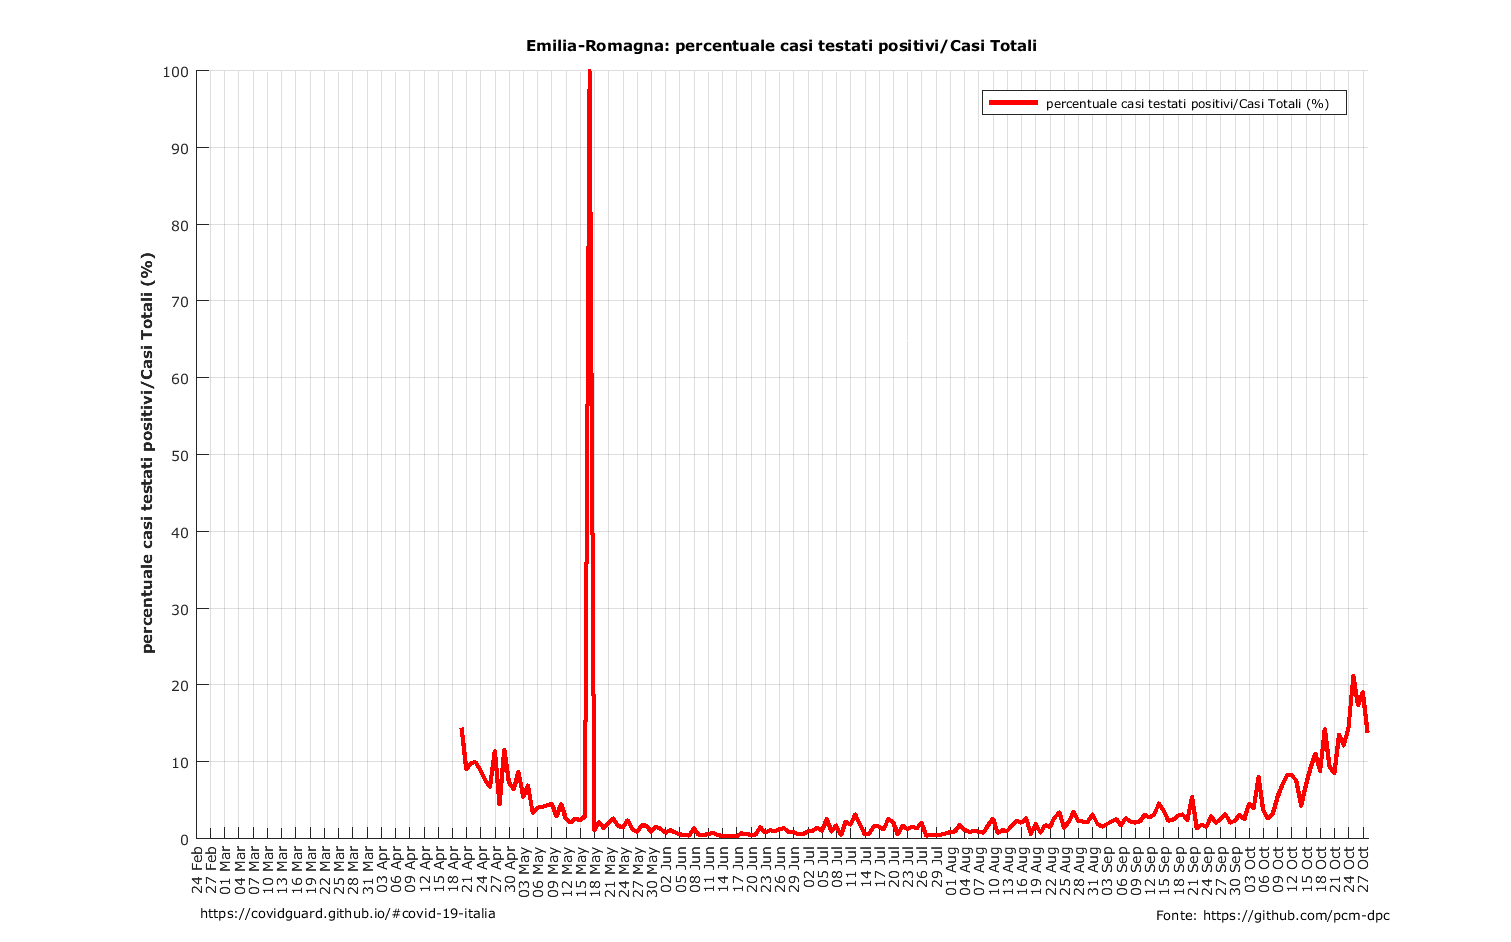 Emilia-Romagna: percentuale casi testati positivi/Casi Totali
percentuale casi testati positivi/Casi Totali (%)
percentuale casi testati positivi/Casi Totali (%)
100
90
80
70
60
50
40
30
20
10
0
24 Feb
27 Feb
01 Mar
04 Mar
07 Mar
10 Mar
13 Mar
16 Mar
19 Mar
22 Mar
25 Mar
28 Mar
31 Mar
03 Apr
06 Apr
09 Apr
12 Apr
15 Apr
18 Apr
21 Apr
24 Apr
27 Apr
30 Apr
03 May
06 May
09 May
12 May
15 May
18 May
21 May
24 May
27 May
30 May
02 Jun
05 Jun
08 Jun
11 Jun
14 Jun
17 Jun
20 Jun
23 Jun
26 Jun
29 Jun
02 Jul
05 Jul
08 Jul
11 Jul
14 Jul
17 Jul
20 Jul
23 Jul
26 Jul
29 Jul
01 Aug
04 Aug
07 Aug
10 Aug
13 Aug
16 Aug
19 Aug
22 Aug
25 Aug
28 Aug
31 Aug
03 Sep
06 Sep
09 Sep
12 Sep
15 Sep
18 Sep
21 Sep
24 Sep
27 Sep
30 Sep
03 Oct
06 Oct
09 Oct
12 Oct
15 Oct
18 Oct
21 Oct
24 Oct
27 Oct
https://covidguard.github.io/#covid-19-italia
Fonte: https://github.com/pcm-dpc